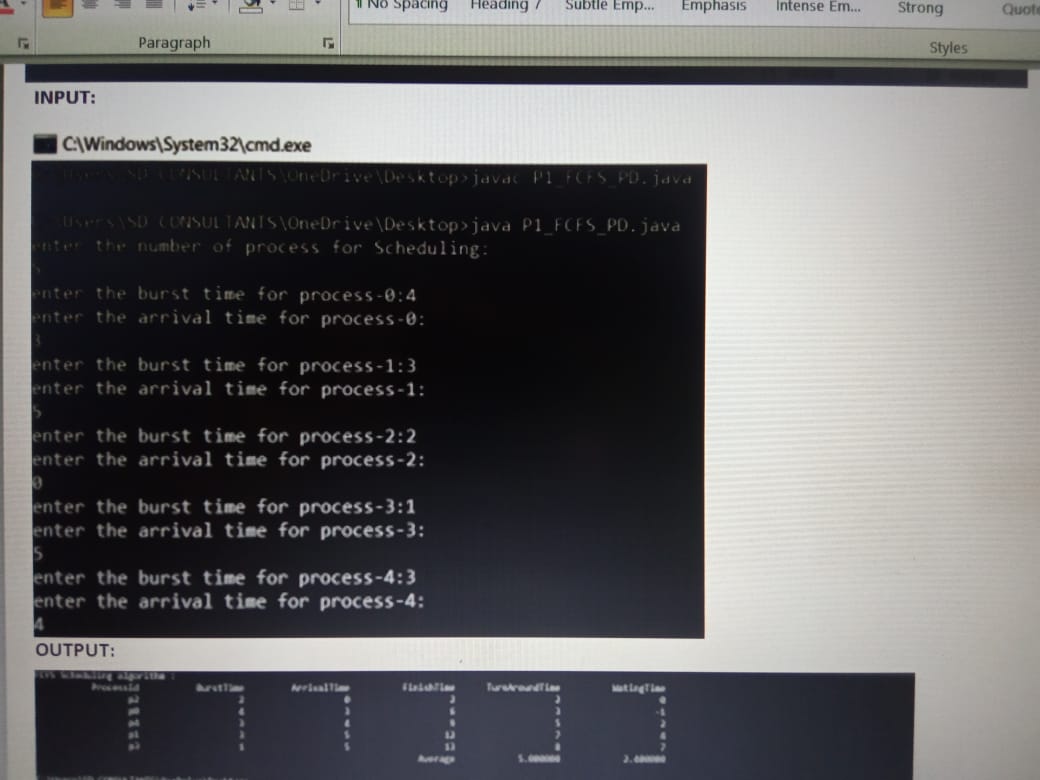 No Spacing Heading 7 Subtle Emp... Emphasis Intense Em... Strong
Paragraph Styles
INPUT:
C:\Windows\System32\cmd.exe
\Users\SD CONSULTANTS\OneDrive\Desktop>javac P1_FCFS_PD.java
\Users\SD CONSULTANTS\OneDrive\Desktop>java P1_FCFS_PD.java
enter the number of process for Scheduling:
5
enter the burst time for process-0:4
enter the arrival time for process-0:
3
enter the burst time for process-1:3
enter the arrival time for process-1:
5
enter the burst time for process-2:2
enter the arrival time for process-2:
0
enter the burst time for process-3:1
enter the arrival time for process-3:
5
enter the burst time for process-4:3
enter the arrival time for process-4:
4
OUTPUT:
FCFS Scheduling algorithm :
ProcessId BurstTime ArrivalTime FinishTime TurnAroundTime WatingTime
p2 2 0 2 2 0
p0 4 3 6 3 -1
p4 3 4 9 5 2
p1 3 5 12 7 4
p3 1 5 13 8 7
Average 5.000000 2.400000